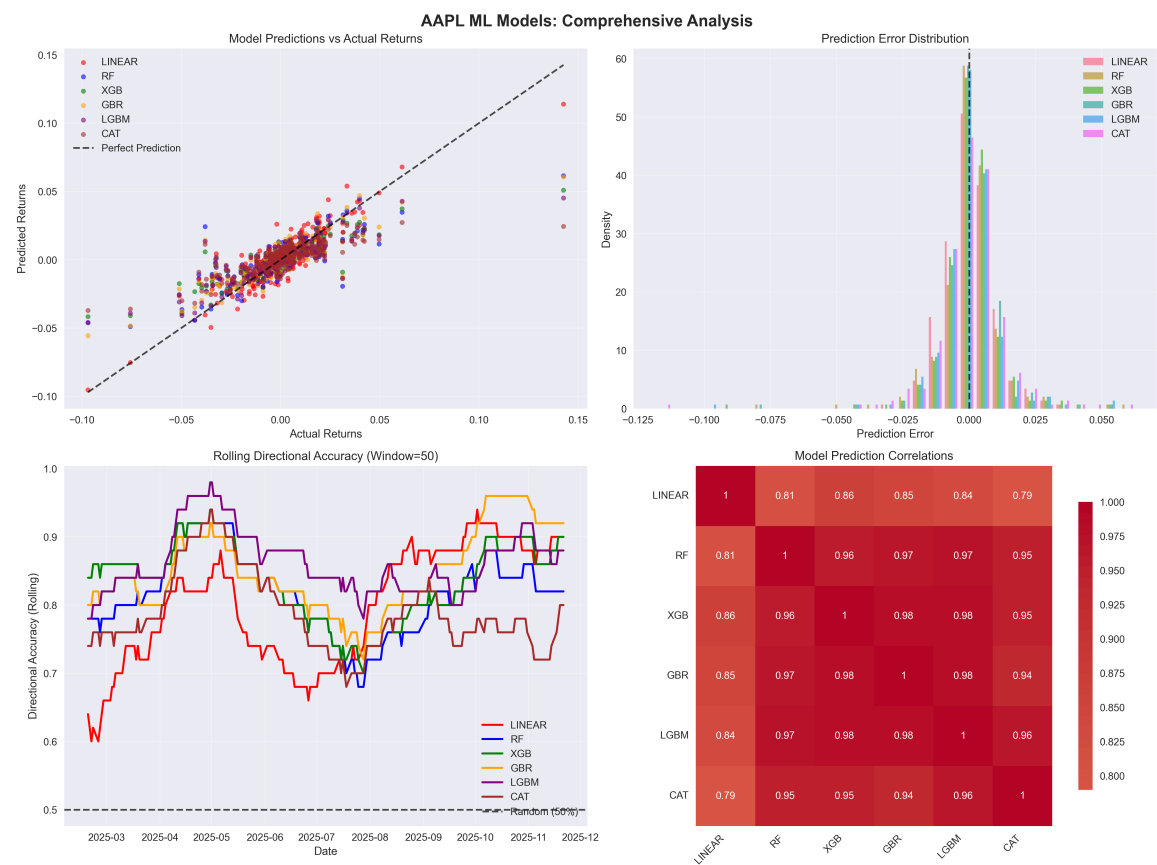 AAPL ML Models: Comprehensive Analysis
Model Predictions vs Actual Returns
0.15
0.10
0.05
0.00
−0.05
−0.10
Predicted Returns
LINEAR
RF
XGB
GBR
LGBM
CAT
Perfect Prediction
−0.10
−0.05
0.00
0.05
0.10
0.15
Actual Returns
Prediction Error Distribution
60
50
40
30
20
10
0
Density
LINEAR
RF
XGB
GBR
LGBM
CAT
−0.125
−0.100
−0.075
−0.050
−0.025
0.000
0.025
0.050
Prediction Error
Rolling Directional Accuracy (Window=50)
1.0
0.9
0.8
0.7
0.6
0.5
Directional Accuracy (Rolling)
LINEAR
RF
XGB
GBR
LGBM
CAT
Random (50%)
2025-03
2025-04
2025-05
2025-06
2025-07
2025-08
2025-09
2025-10
2025-11
2025-12
Date
Model Prediction Correlations
LINEAR 1 0.81 0.86 0.85 0.84 0.79
RF 0.81 1 0.96 0.97 0.97 0.95
XGB 0.86 0.96 1 0.98 0.98 0.95
GBR 0.85 0.97 0.98 1 0.98 0.94
LGBM 0.84 0.97 0.98 0.98 1 0.96
CAT 0.79 0.95 0.95 0.94 0.96 1
LINEAR
RF
XGB
GBR
LGBM
CAT
1.000
0.975
0.950
0.925
0.900
0.875
0.850
0.825
0.800